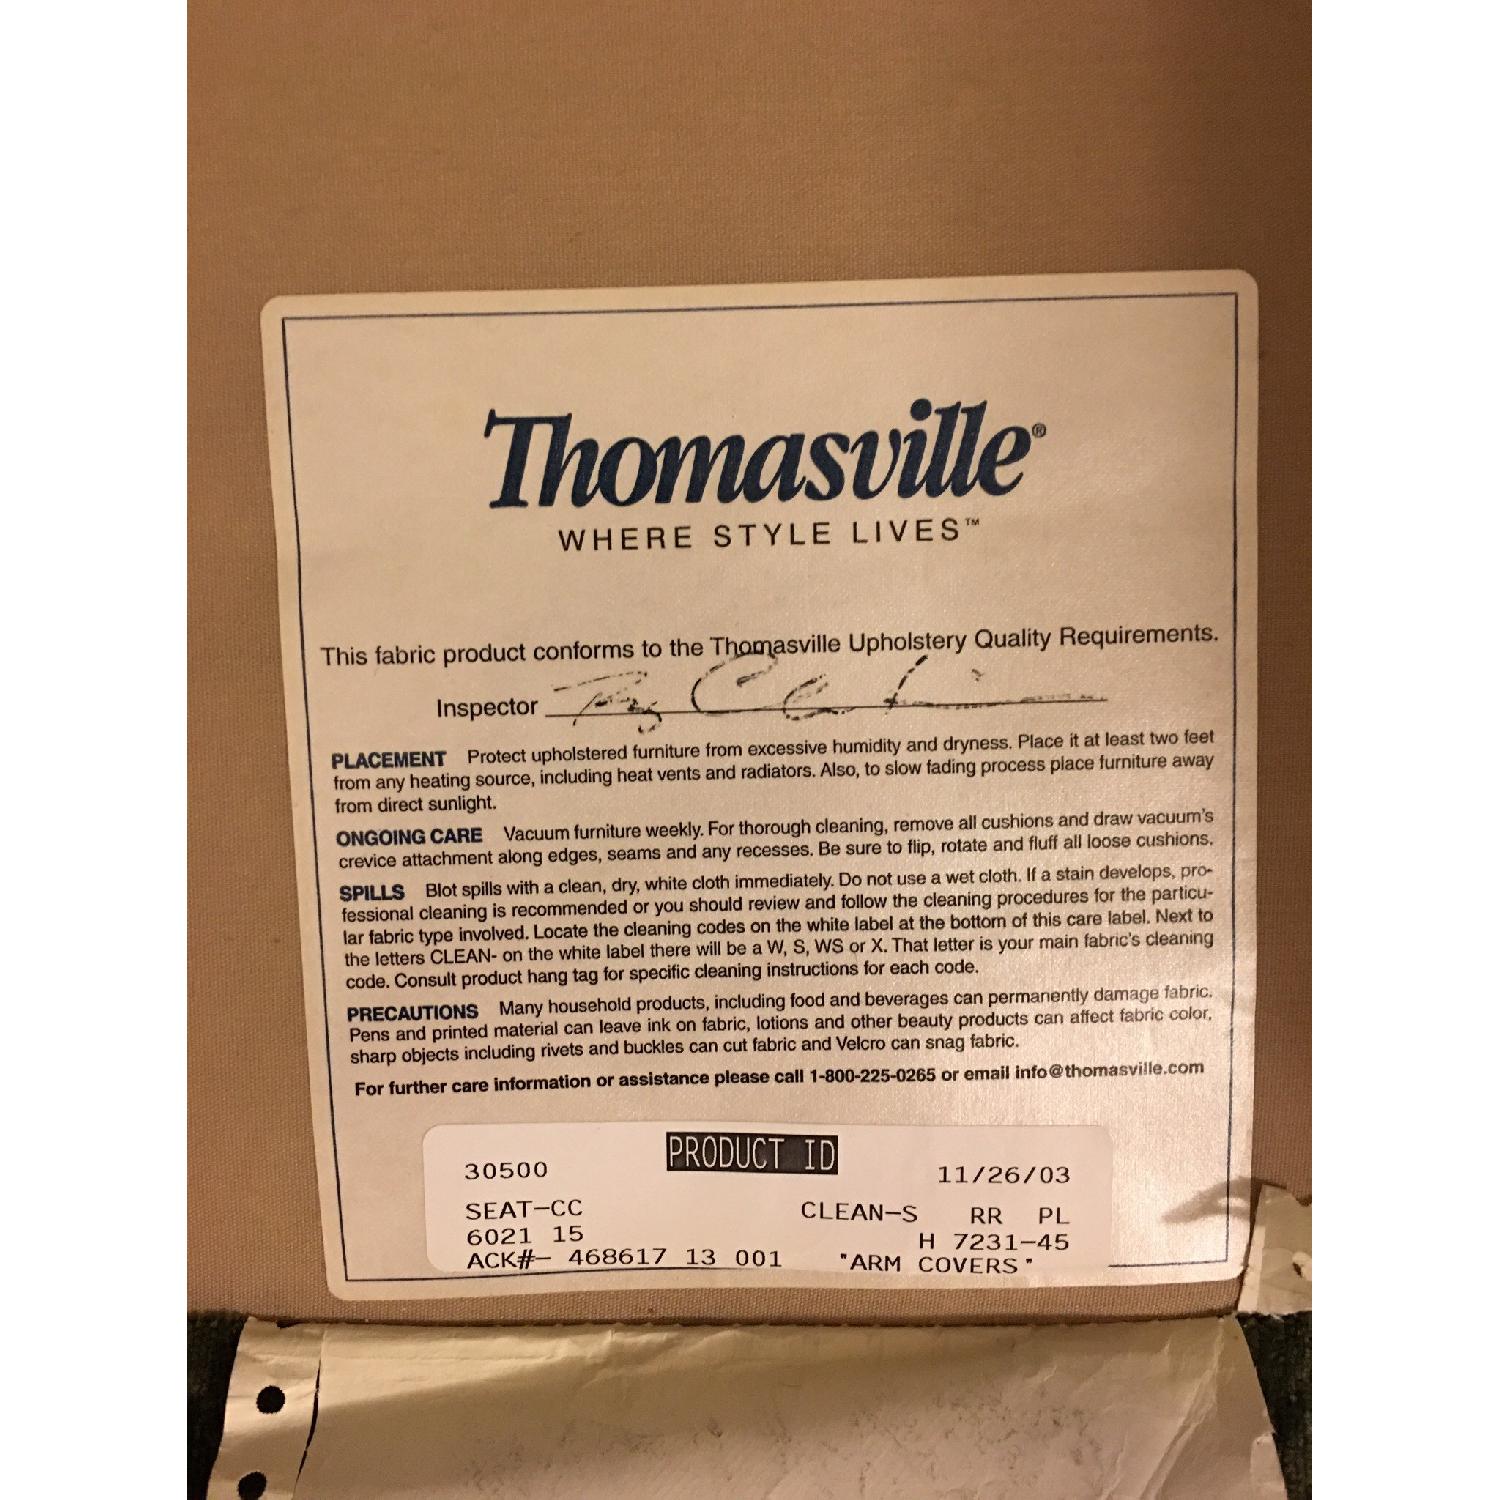 Thomasville®
WHERE STYLE LIVES™
This fabric product conforms to the Thomasville Upholstery Quality Requirements.
Inspector
PLACEMENT Protect upholstered furniture from excessive humidity and dryness. Place it at least two feet
from any heating source, including heat vents and radiators. Also, to slow fading process place furniture away
from direct sunlight.
ONGOING CARE Vacuum furniture weekly. For thorough cleaning, remove all cushions and draw vacuum's
crevice attachment along edges, seams and any recesses. Be sure to flip, rotate and fluff all loose cushions.
SPILLS Blot spills with a clean, dry, white cloth immediately. Do not use a wet cloth. If a stain develops, pro-
fessional cleaning is recommended or you should review and follow the cleaning procedures for the particu-
lar fabric type involved. Locate the cleaning codes on the white label at the bottom of this care label. Next to
the letters CLEAN- on the white label there will be a W, S, WS or X. That letter is your main fabric's cleaning
code. Consult product hang tag for specific cleaning instructions for each code.
PRECAUTIONS Many household products, including food and beverages can permanently damage fabric.
Pens and printed material can leave ink on fabric, lotions and other beauty products can affect fabric color,
sharp objects including rivets and buckles can cut fabric and Velcro can snag fabric.
For further care information or assistance please call 1-800-225-0265 or email info@thomasville.com
PRODUCT ID
30500 11/26/03
SEAT-CC CLEAN-S RR PL
6021 15 H 7231-45
ACK#- 468617 13 001 "ARM COVERS"